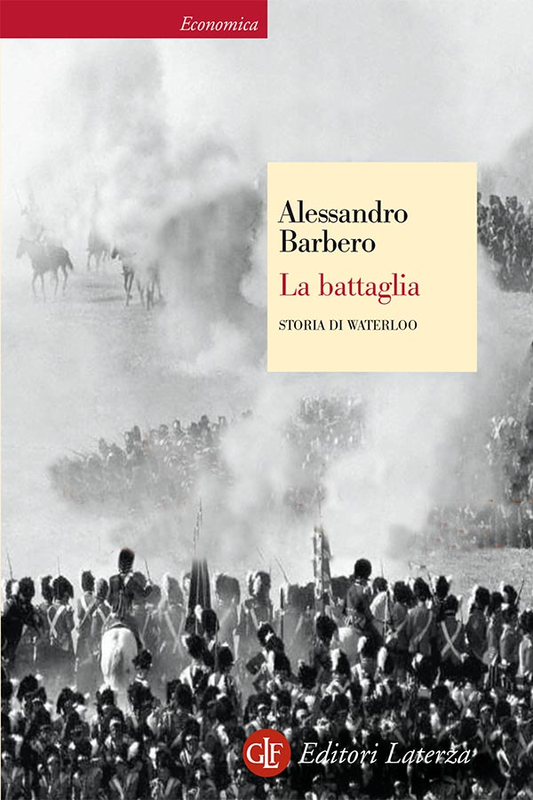 Economica
Alessandro
Barbero
La battaglia
STORIA DI WATERLOO
GLF Editori Laterza